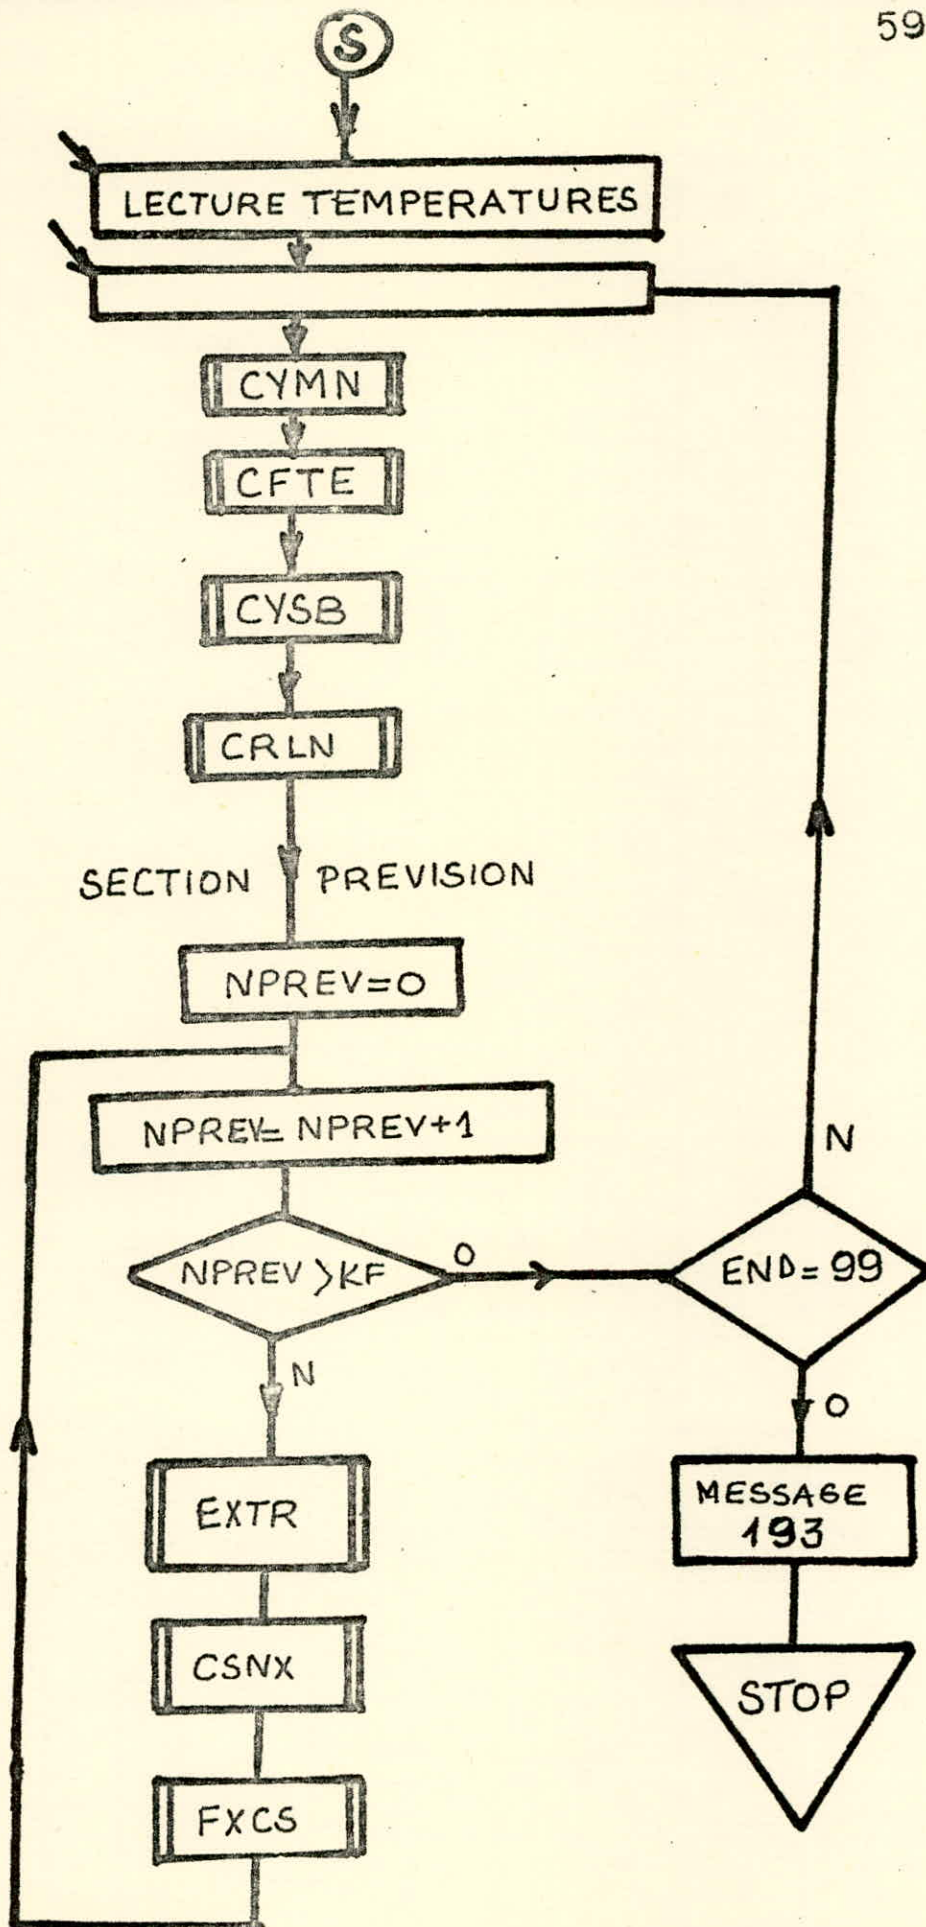 59
S
LECTURE TEMPERATURES
CYMN
CFTE
CYSB
CRLN
SECTION PREVISION
NPREV=0
NPREV=NPREV+1
NPREV >KF
O
N
END=99
N
O
EXTR
CSNX
FXCS
MESSAGE
193
STOP